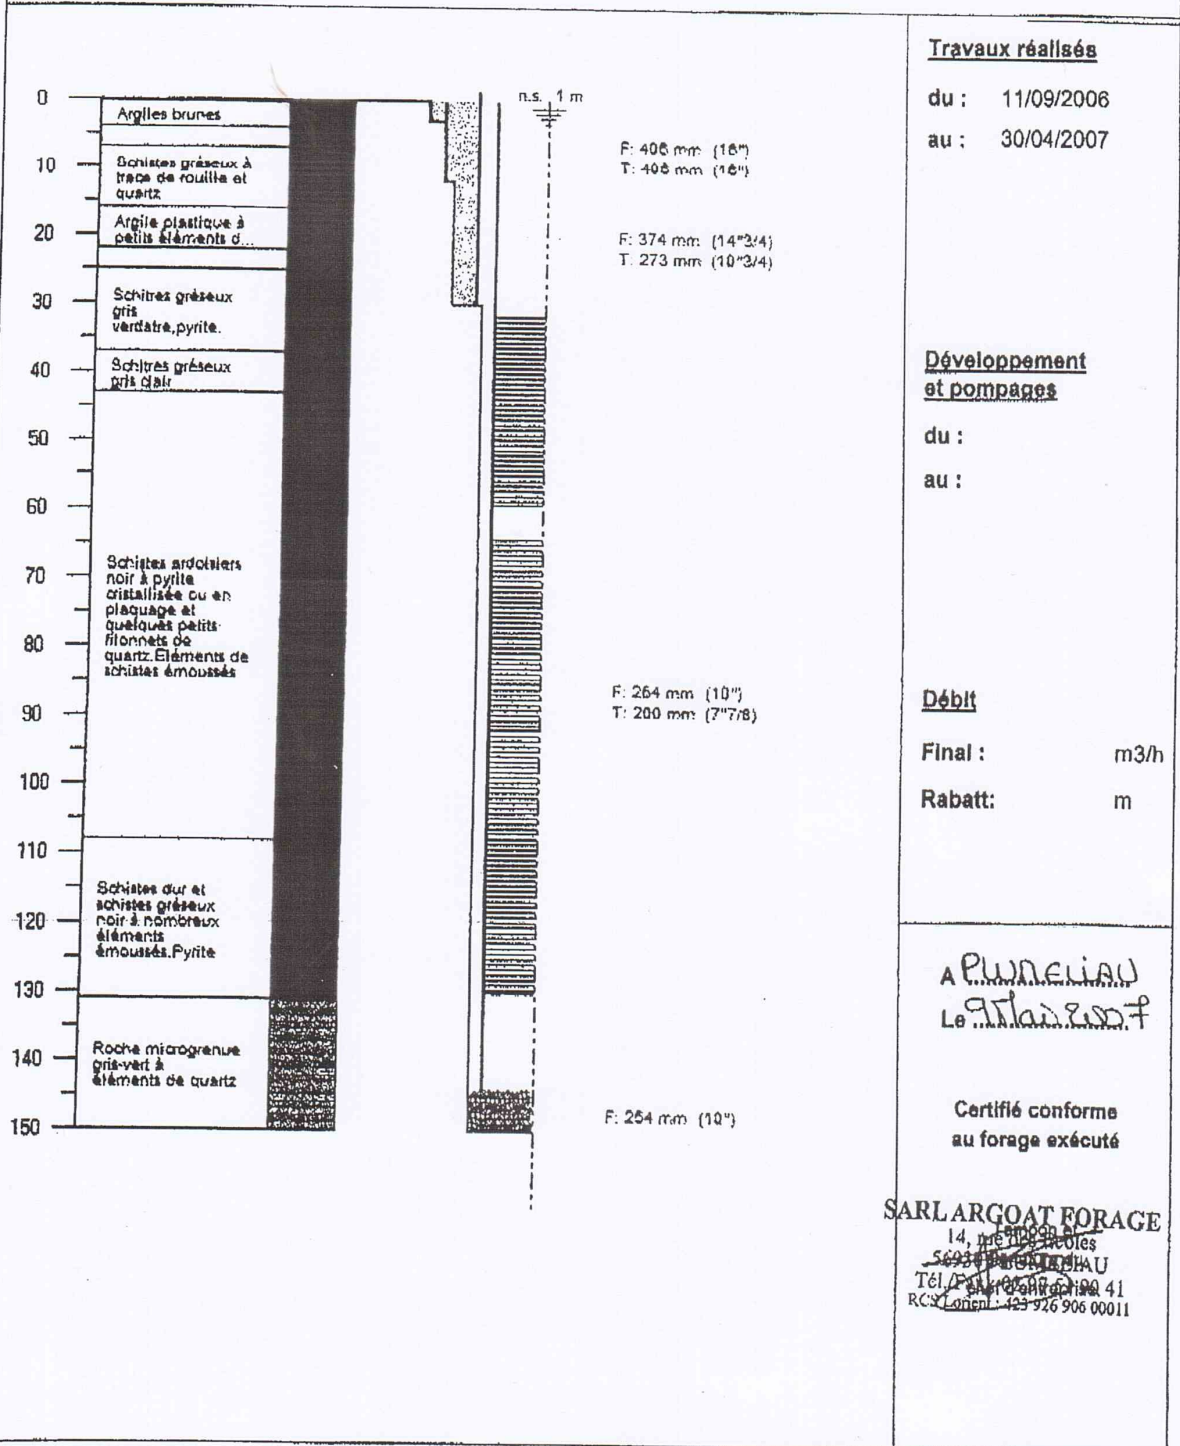 Travaux réalisés
du : 11/09/2006
au : 30/04/2007
n.s. 1 m
0
Argiles brunes
F: 406 mm (16")
T: 406 mm (16")
10
Schistes gréseux à
trace de rouille et
quartz
20
Argile plastique à
petits éléments d...
F: 374 mm (14"3/4)
T: 273 mm (10"3/4)
30
Schitres gréseux
gris
verdatre,pyrite.
40
Schitres gréseux
gris clair
Développement
et pompages
du :
au :
50
60
70
Schistes ardoisiers
noir à pyrite
cristallisée ou en
plaquage et
quelques petits
filonnets de
80
quartz.Eléments de
schistes émoussés
F: 254 mm (10")
T: 200 mm (7"7/8)
90
Débit
Final : m3/h
Rabatt: m
100
110
Schistes dur et
schistes gréseux
noir à nombreux
120
éléments
émoussés.Pyrite
130
Roche microgrenue
140
gris-vert à
éléments de quartz
150
F: 254 mm (10")
A
Le 2007
Certifié conforme
au forage exécuté
SARL ARGOAT FORAGE
14, rue des Ecoles
RCS Lorient : 423 926 906 00011